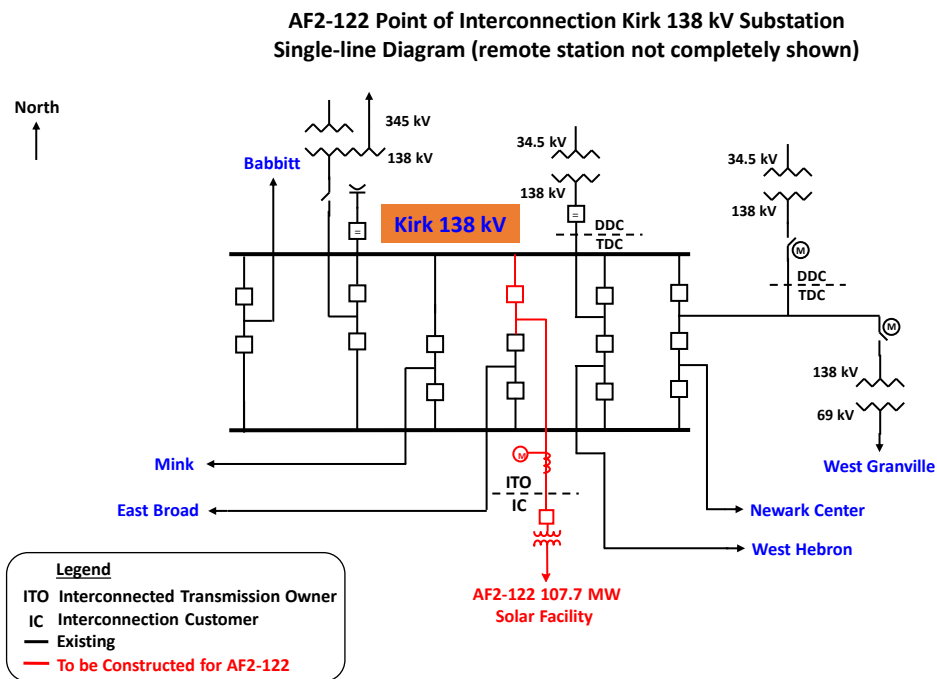 AF2-122 Point of Interconnection Kirk 138 kV Substation
Single-line Diagram (remote station not completely shown)
North
345 kV
138 kV
Babbitt
=
Kirk 138 kV
34.5 kV
138 kV
=
DDC
TDC
34.5 kV
138 kV
M
DDC
TDC
M
138 kV
69 kV
West Granville
Mink
East Broad
M
ITO
IC
Newark Center
West Hebron
AF2-122 107.7 MW
Solar Facility
Legend
ITO Interconnected Transmission Owner
IC Interconnection Customer
Existing
To be Constructed for AF2-122